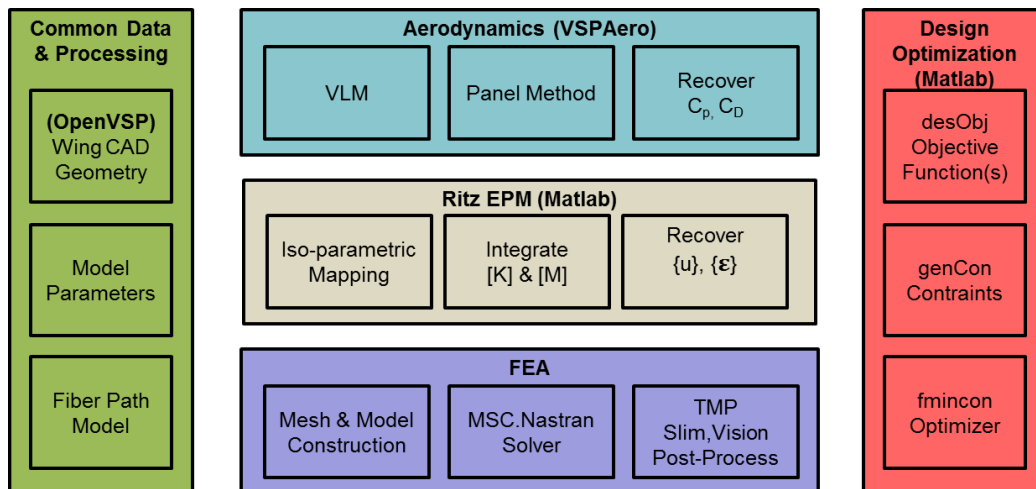 Common Data
& Processing
(OpenVSP)
Wing CAD
Geometry
Model
Parameters
Fiber Path
Model
Aerodynamics (VSPAero)
VLM
Panel Method
Recover
Cp, CD
Ritz EPM (Matlab)
Iso-parametric
Mapping
Integrate
[K] & [M]
Recover
{u}, {ε}
FEA
Mesh & Model
Construction
MSC.Nastran
Solver
TMP
Slim,Vision
Post-Process
Design
Optimization
(Matlab)
desObj
Objective
Function(s)
genCon
Contraints
fmincon
Optimizer